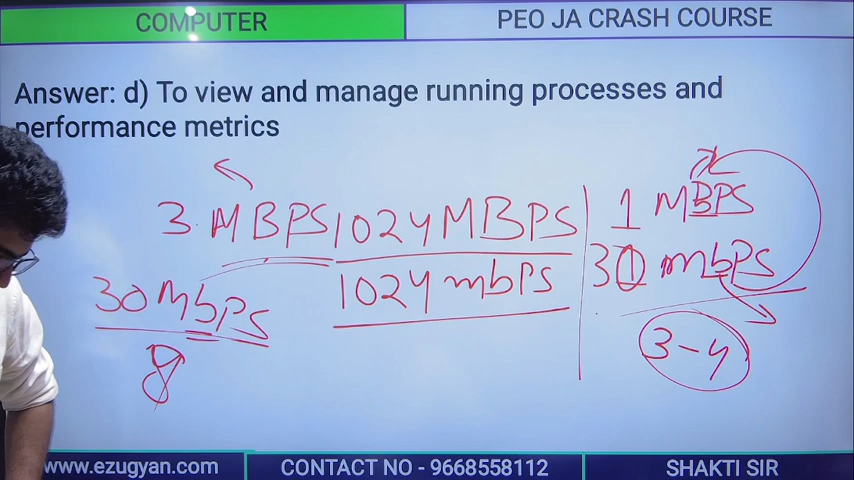 COMPUTER
PEO JA CRASH COURSE
Answer: d) To view and manage running processes and
performance metrics
3 MBPS
1024 MBPS
1 MBPS
30 Mbps
1024 mbps
30 mbps
8
3-4
www.ezugyan.com
CONTACT NO - 9668558112
SHAKTI SIR